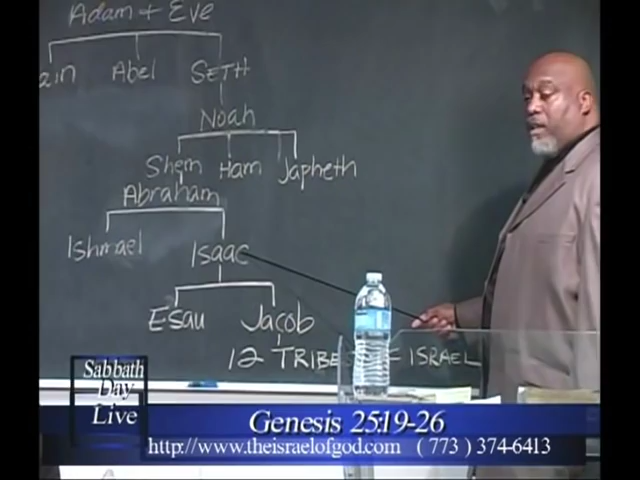 Adam + Eve
ain Abel SETH
Noah
Shem Ham Japheth
Abraham
Ishmael Isaac
Esau Jacob
12 TRIBE F ISRAEL
Sabbath
Day
Live
Genesis 25:19-26
http://www.theisraelofgod.com ( 773 ) 374-6413